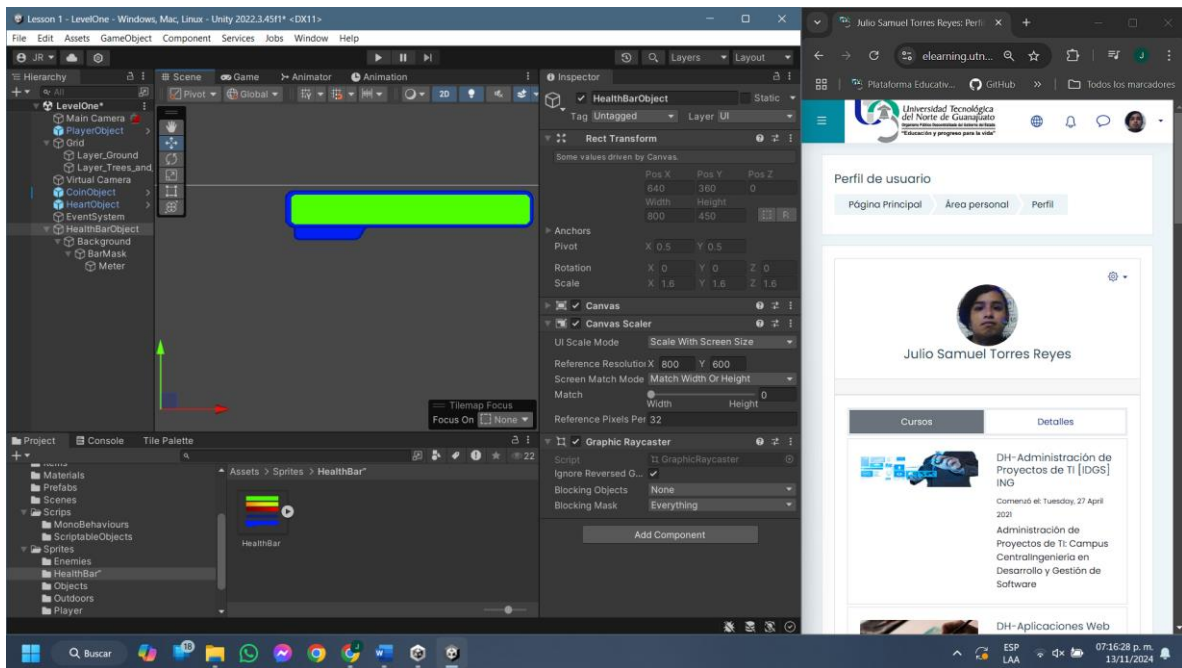 Lesson 1 - LevelOne - Windows, Mac, Linux - Unity 2022.3.45f1* <DX11>
File Edit Assets GameObject Component Services Jobs Window Help
JR
Layers Layout
Hierarchy
All
LevelOne*
Main Camera
PlayerObject
Grid
Layer_Ground
Layer_Trees_and
Virtual Camera
CoinObject
HeartObject
EventSystem
HealthBarObject
Background
BarMask
Meter
Scene Game Animator Animation
Pivot Global 2D
Tilemap Focus
Focus On None
Inspector
HealthBarObject Static
Tag Untagged Layer UI
Rect Transform
Some values driven by Canvas.
Pos X Pos Y Pos Z
640 360 0
Width Height
800 450 R
Anchors
Pivot X 0.5 Y 0.5
Rotation X 0 Y 0 Z 0
Scale X 1.6 Y 1.6 Z 1.6
Canvas
Canvas Scaler
UI Scale Mode Scale With Screen Size
Reference Resolution X 800 Y 600
Screen Match Mode Match Width Or Height
Match 0
Width Height
Reference Pixels Per 32
Graphic Raycaster
Script GraphicRaycaster
Ignore Reversed G...
Blocking Objects None
Blocking Mask Everything
Add Component
Project Console Tile Palette
22
Materials
Prefabs
Scenes
Scrips
MonoBehaviours
ScriptableObjects
Sprites
Enemies
HealthBar*
Objects
Outdoors
Player
Assets > Sprites > HealthBar*
HealthBar
Julio Samuel Torres Reyes: Perfi
elearning.utn...
J
Plataforma Educativ... GitHub » Todos los marcadores
Universidad Tecnológica
del Norte de Guanajuato
"Educación y progreso para la vida"
Perfil de usuario
Página Principal Área personal Perfil
Julio Samuel Torres Reyes
Cursos Detalles
DH-Administración de
Proyectos de TI [IDGS]
ING
Comenzó el: Tuesday, 27 April
2021
Administración de
Proyectos de TI: Campus
CentralIngeniería en
Desarrollo y Gestión de
Software
DH-Aplicaciones Web
Buscar
18
ESP
LAA
07:16:28 p. m.
13/11/2024